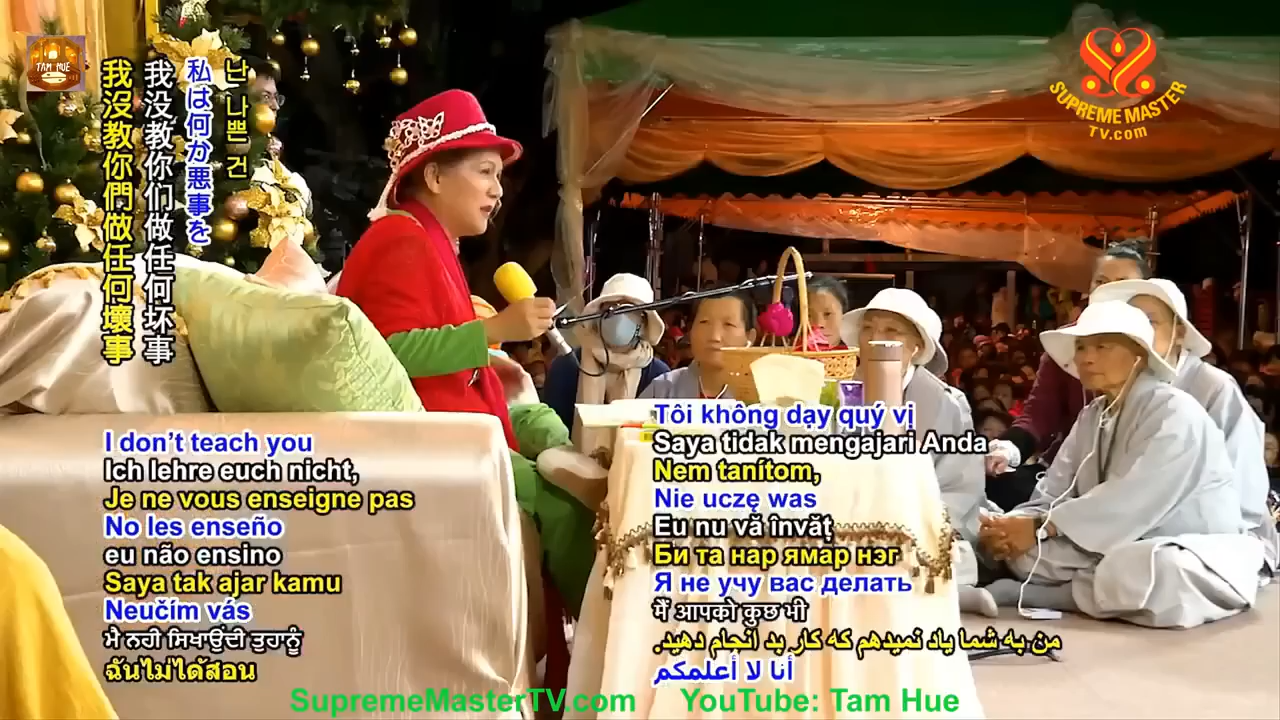 TAM HUE
SUPREME MASTER
TV.com
난 나쁜 건
私は何か悪事を
我没教你们做任何坏事
我沒教你們做任何壞事
I don't teach you
Ich lehre euch nicht,
Je ne vous enseigne pas
No les enseño
eu não ensino
Saya tak ajar kamu
Neučím vás
ਮੈ ਨਹੀ ਸਿਖਾਉਂਦੀ ਤੁਹਾਨੂੰ
ฉันไม่ได้สอน
Tôi không dạy quý vị
Saya tidak mengajari Anda
Nem tanítom,
Nie uczę was
Eu nu vă învăț
Би та нар ямар нэг
Я не учу вас делать
मैं आपको कुछ भी
من به شما یاد نمیدهم که کار بد انجام دهید.
أنا لا أعلمكم
SupremeMasterTV.com YouTube: Tam Hue